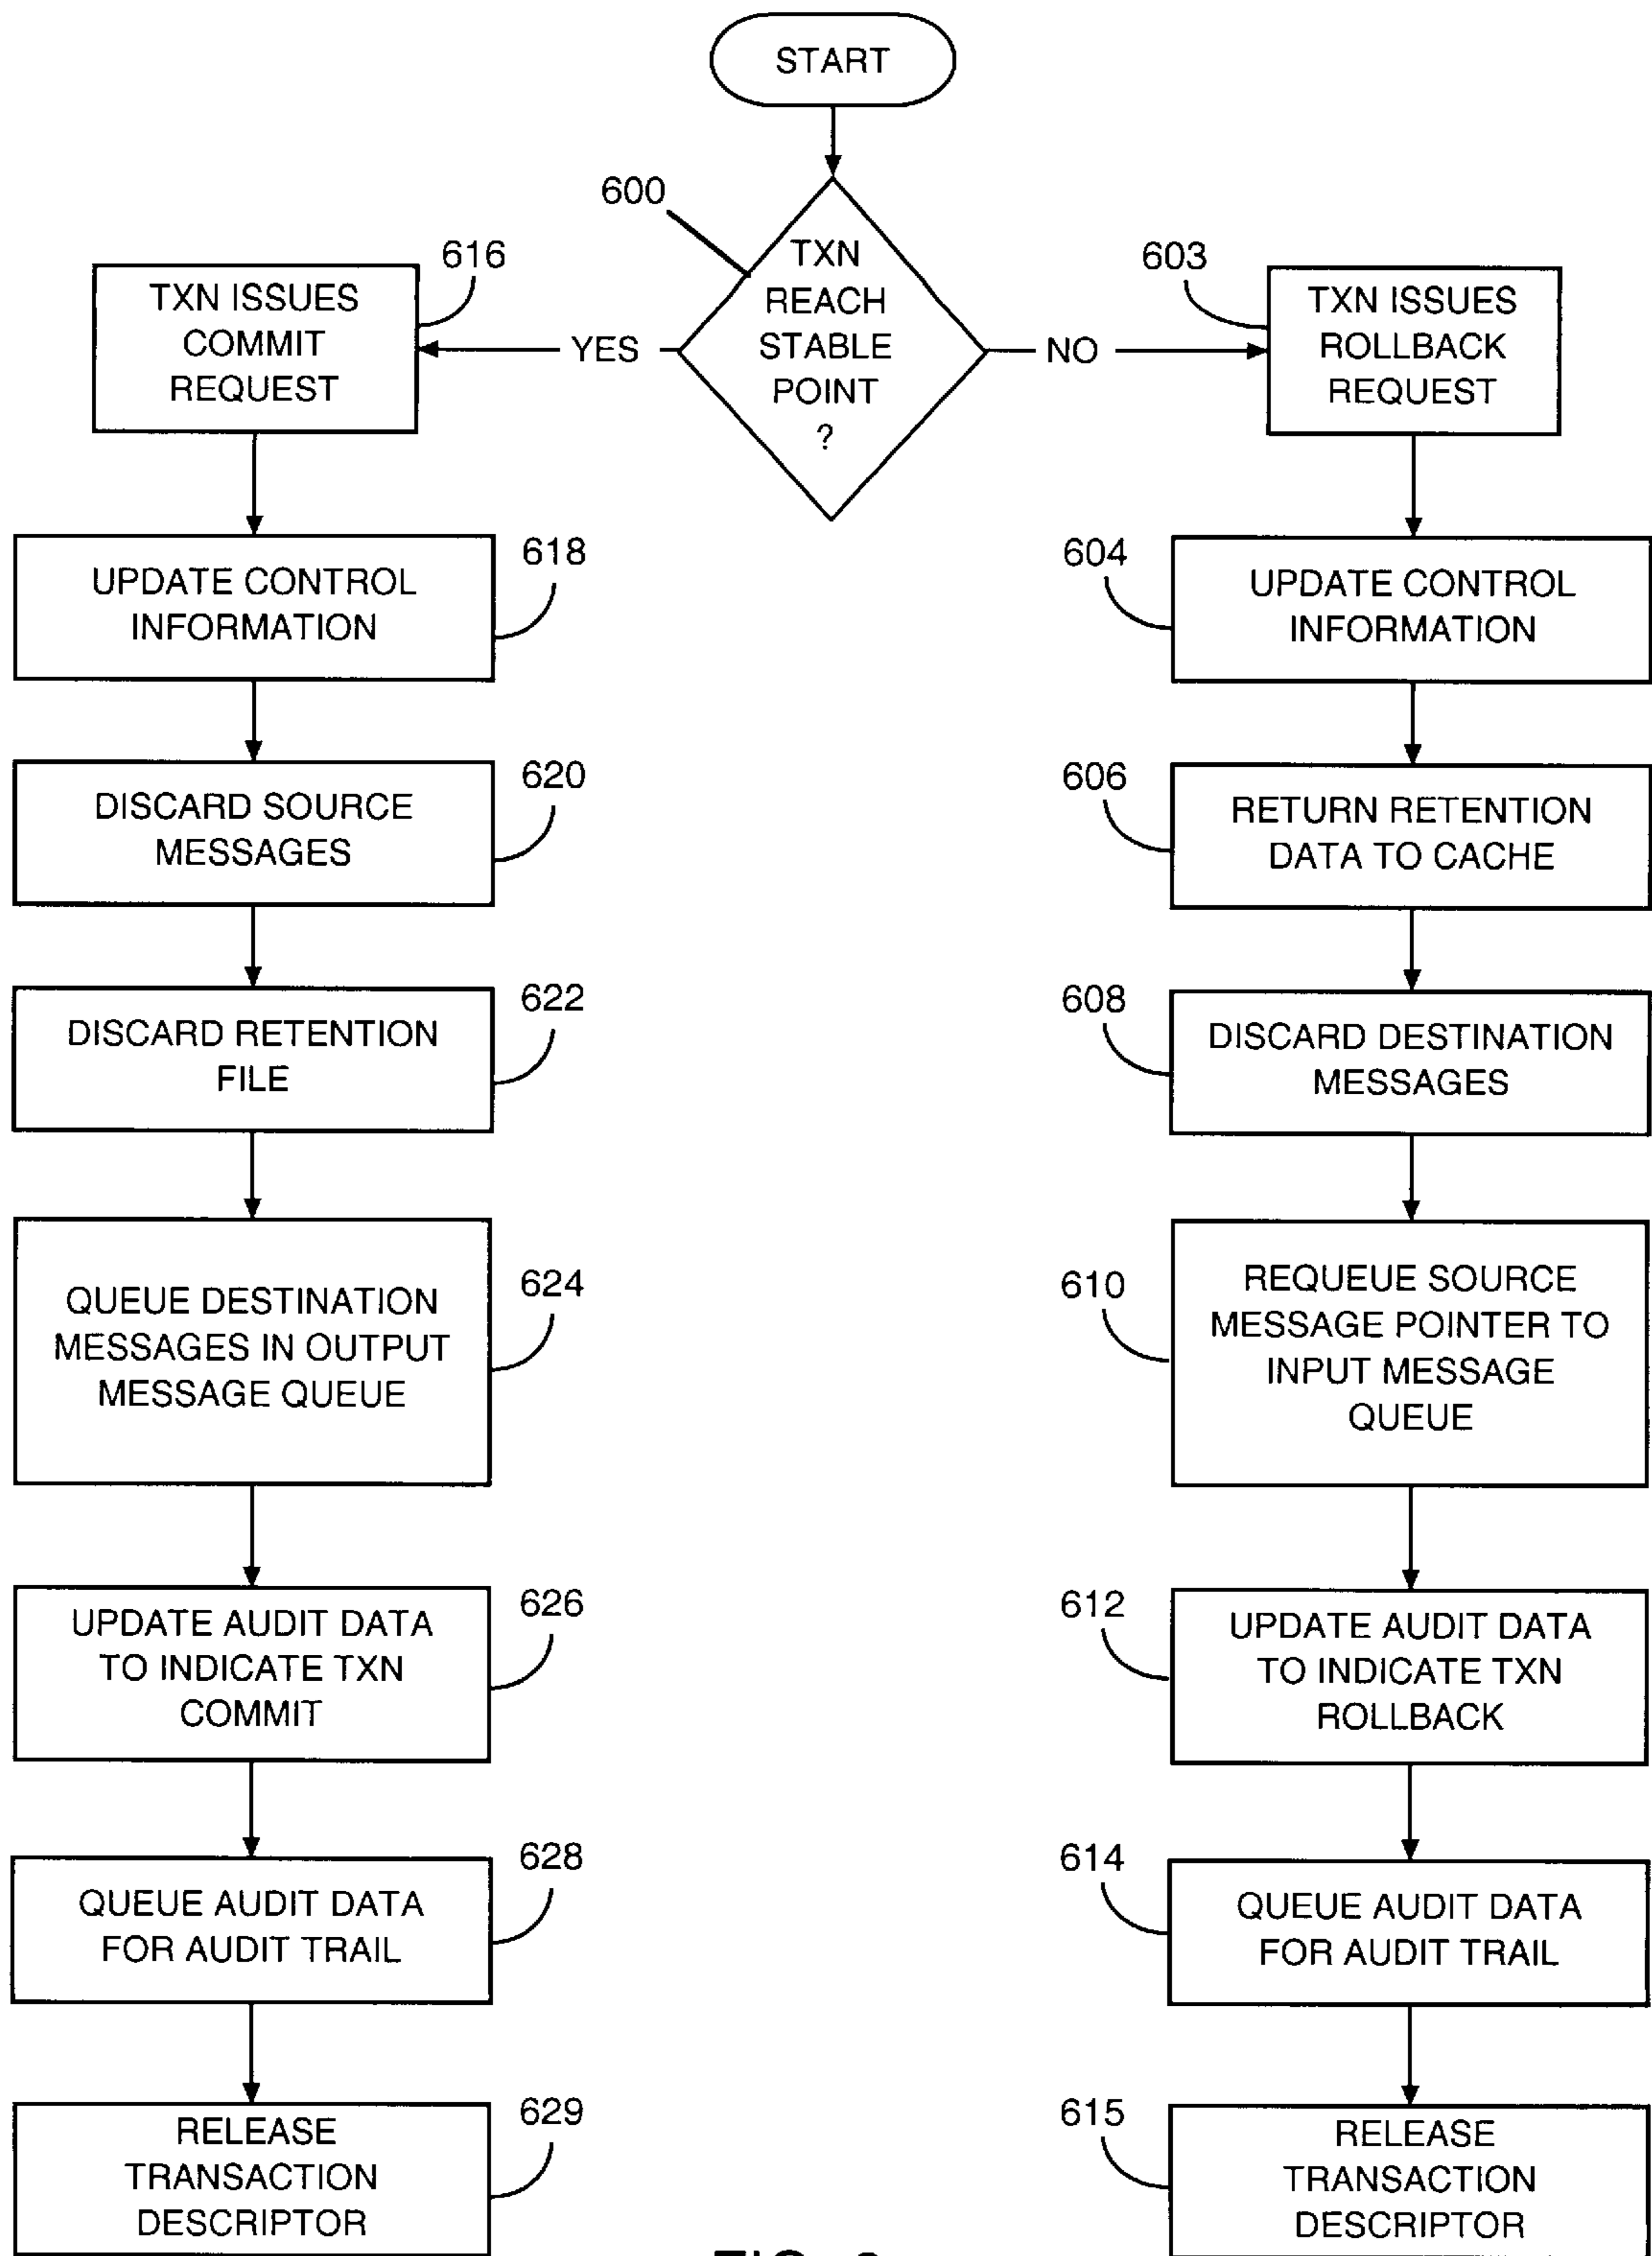 START
600
TXN
REACH
STABLE
POINT
?
YES
NO
616
TXN ISSUES
COMMIT
REQUEST
618
UPDATE CONTROL
INFORMATION
620
DISCARD SOURCE
MESSAGES
622
DISCARD RETENTION
FILE
624
QUEUE DESTINATION
MESSAGES IN OUTPUT
MESSAGE QUEUE
626
UPDATE AUDIT DATA
TO INDICATE TXN
COMMIT
628
QUEUE AUDIT DATA
FOR AUDIT TRAIL
629
RELEASE
TRANSACTION
DESCRIPTOR
603
TXN ISSUES
ROLLBACK
REQUEST
604
UPDATE CONTROL
INFORMATION
606
RETURN RETENTION
DATA TO CACHE
608
DISCARD DESTINATION
MESSAGES
610
REQUEUE SOURCE
MESSAGE POINTER TO
INPUT MESSAGE
QUEUE
612
UPDATE AUDIT DATA
TO INDICATE TXN
ROLLBACK
614
QUEUE AUDIT DATA
FOR AUDIT TRAIL
615
RELEASE
TRANSACTION
DESCRIPTOR
FIG.